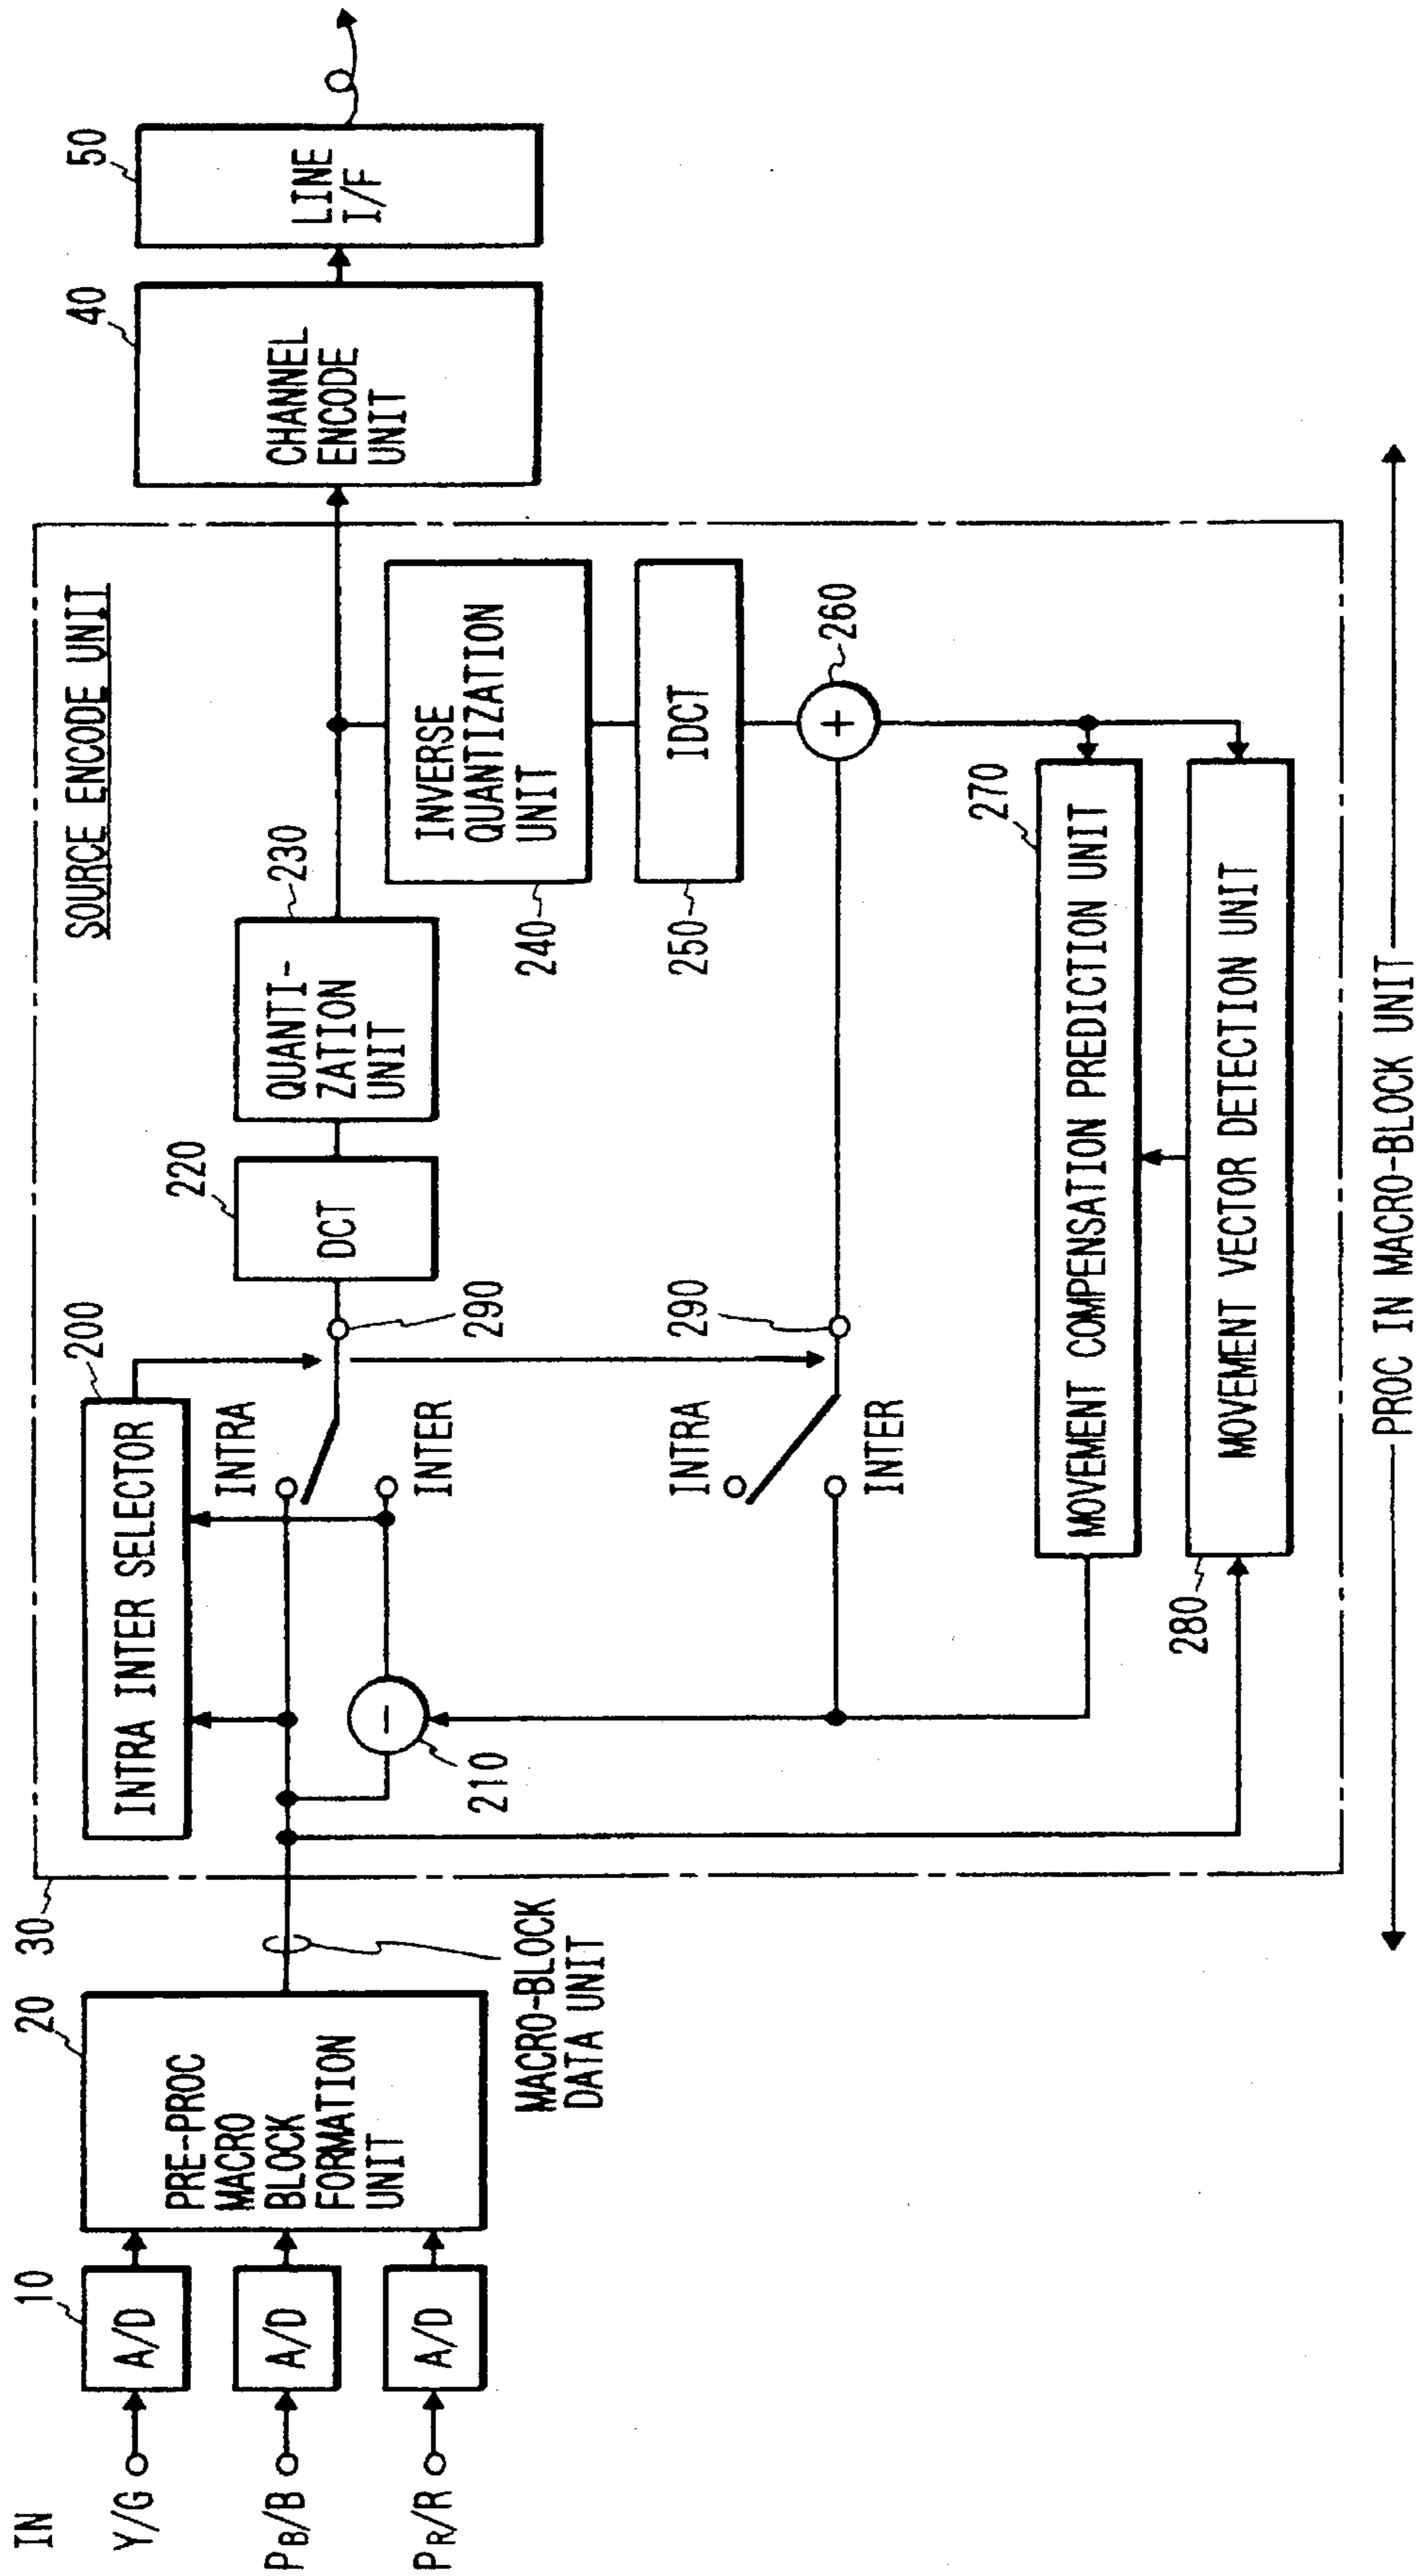 IN
Y/G
PB/B
PR/R
10
A/D
A/D
A/D
20
PRE-PROC
MACRO
BLOCK
FORMATION
UNIT
MACRO-BLOCK
DATA UNIT
30
SOURCE ENCODE UNIT
200
INTRA INTER SELECTOR
INTRA
INTER
210
290
220
DCT
230
QUANTI-
ZATION
UNIT
240
INVERSE
QUANTIZATION
UNIT
250
IDCT
260
INTRA
INTER
290
270
MOVEMENT COMPENSATION PREDICTION UNIT
280
MOVEMENT VECTOR DETECTION UNIT
40
CHANNEL
ENCODE
UNIT
50
LINE
I/F
PROC IN MACRO-BLOCK UNIT